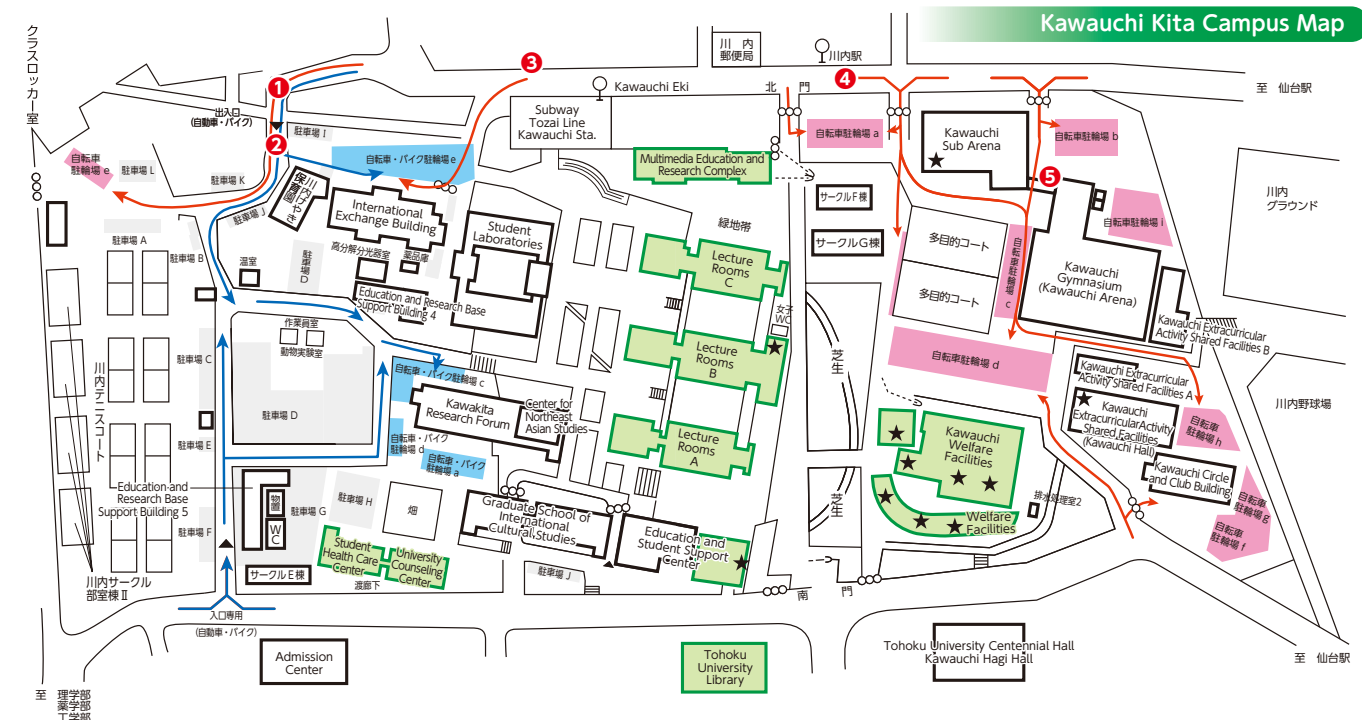 Kawauchi Kita Campus Map
クラスロッカー室
川内
郵便局
川内駅
至 仙台駅
❶
❷
❸
❹
❺
Kawauchi Eki
北門
出入口
(自動車・バイク)
駐車場 I
Subway
Tozai Line
Kawauchi Sta.
自転車駐輪場 a
Kawauchi
Sub Arena
自転車駐輪場 b
自転車
駐輪場 e
駐車場 L
駐車場 K
自転車・バイク駐輪場e
Multimedia Education and
Research Complex
川内けやき
保育園
International
Exchange Building
駐車場 J
サークルF棟
川内
グラウンド
Student
Laboratories
緑地帯
自転車駐輪場 i
駐車場 A
駐車場 B
サークルG棟
多目的コート
高分解分光器室
薬品庫
温室
駐車場D
Lecture
Rooms
C
自転車駐輪場 c
Kawauchi
Gymnasium
(Kawauchi Arena)
多目的コート
Education and Research Base
Support Building 4
女子
WC
作業員室
動物実験室
Kawauchi Extracurricular
Activity Shared Facilities B
駐車場 C
Lecture
Rooms
B
芝生
自転車駐輪場 d
自転車・バイク駐輪場 c
Kawauchi Extracurricular
Activity Shared Facilities A
川内テニスコート
駐車場 D
Kawakita
Research Forum
Center for
Northeast
Asian Studies
Kawauchi
ExtracurricularActivity
Shared Facilities
(Kawauchi Hall)
川内野球場
自転車
駐輪場 h
駐車場 E
自転車・バイク
駐輪場 d
Lecture
Rooms
A
Kawauchi
Welfare
Facilities
自転車・バイク
駐輪場 a
Kawauchi Circle
and Club Building
Education and
Research Base
Support Building 5
物置
WC
駐車場 G
駐車場 H
畑
芝生
排水処理室2
自転車
駐輪場 g
Graduate School of
International
Cultural Studies
Welfare
Facilities
駐車場 F
Education and
Student Support
Center
自転車
駐輪場 f
Student
Health Care
Center
University
Counseling
Center
川内サークル
部室棟Ⅱ
サークルE棟
渡廊下
駐車場 J
南門
入口専用
(自動車・バイク)
Admission
Center
Tohoku
University
Library
Tohoku University Centennial Hall
Kawauchi Hagi Hall
至 仙台駅
至 理学部
薬学部
工学部